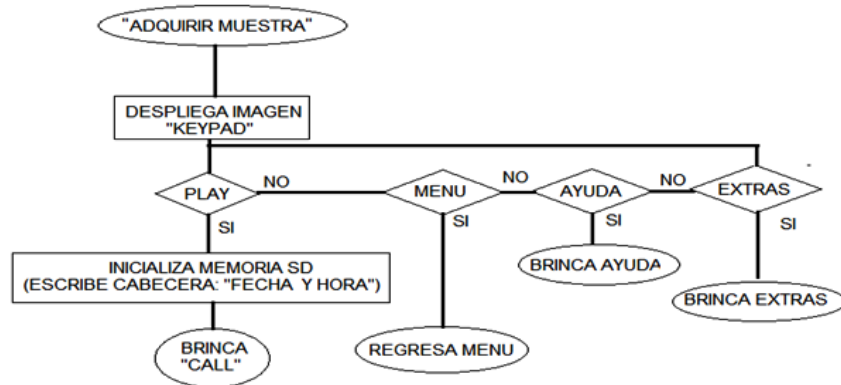 "ADQUIRIR MUESTRA"
DESPLIEGA IMAGEN
"KEYPAD"
PLAY
NO
MENU
NO
AYUDA
NO
EXTRAS
SI
SI
SI
SI
INICIALIZA MEMORIA SD
(ESCRIBE CABECERA: "FECHA Y HORA")
BRINCA AYUDA
BRINCA EXTRAS
BRINCA
"CALL"
REGRESA MENU